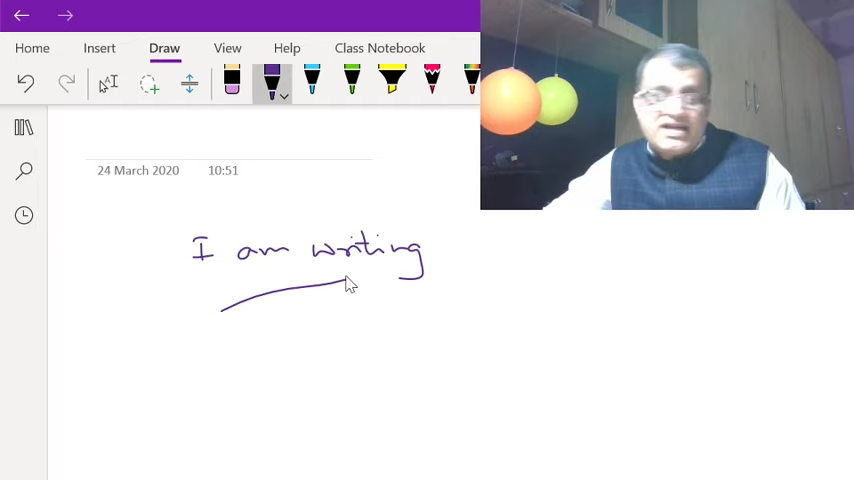 Home Insert Draw View Help Class Notebook
24 March 2020 10:51
I am writing